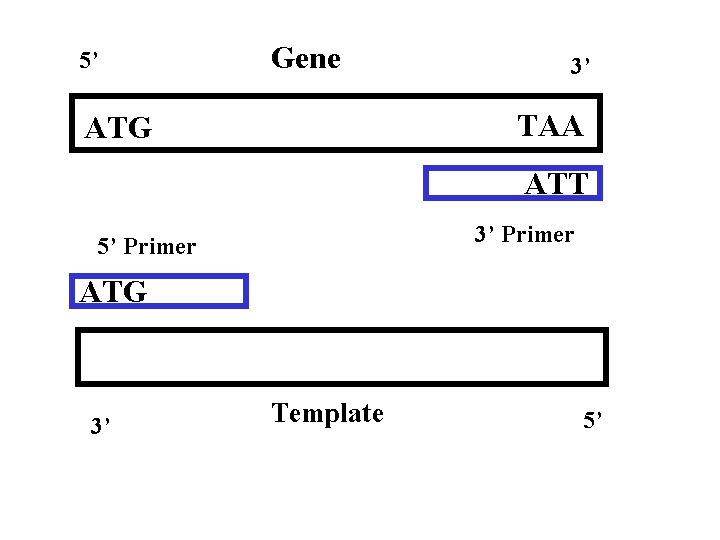 5’ Gene 3’
ATG TAA
ATT
3’ Primer
5’ Primer
ATG
3’ Template 5’